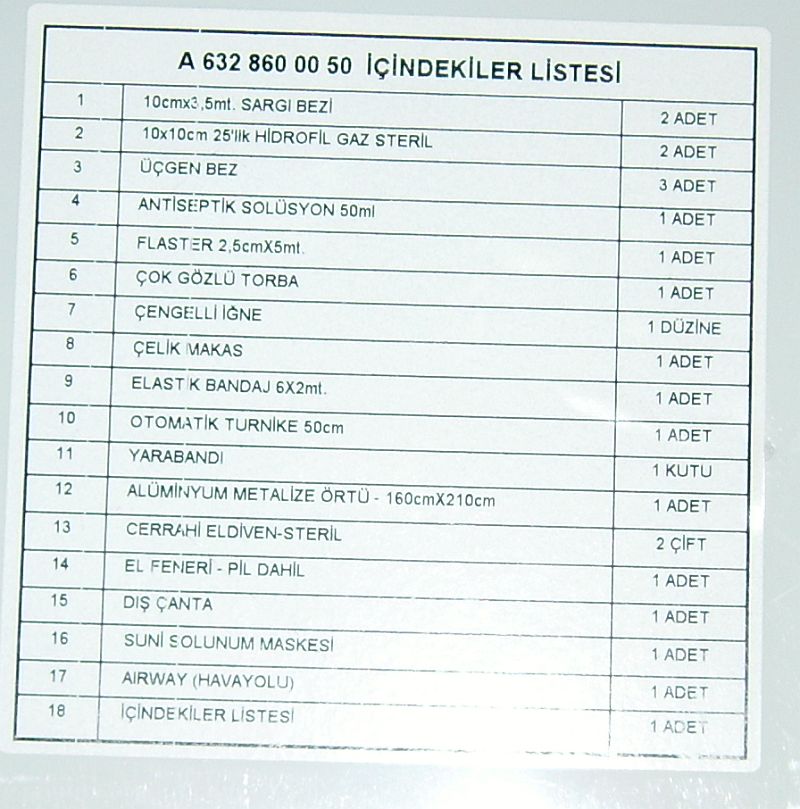 A 632 860 00 50 İÇİNDEKİLER LİSTESİ
1 10cmx3,5mt. SARGI BEZİ 2 ADET
2 10x10cm 25'lik HİDROFİL GAZ STERİL 2 ADET
3 ÜÇGEN BEZ 3 ADET
4 ANTİSEPTİK SOLÜSYON 50ml 1 ADET
5 FLASTER 2,5cmX5mt. 1 ADET
6 ÇOK GÖZLÜ TORBA 1 ADET
7 ÇENGELLİ İĞNE 1 DÜZİNE
8 ÇELİK MAKAS 1 ADET
9 ELASTİK BANDAJ 6X2mt. 1 ADET
10 OTOMATİK TURNİKE 50cm 1 ADET
11 YARABANDI 1 KUTU
12 ALÜMİNYUM METALİZE ÖRTÜ - 160cmX210cm 1 ADET
13 CERRAHİ ELDİVEN-STERİL 2 ÇİFT
14 EL FENERİ - PİL DAHİL 1 ADET
15 DIŞ ÇANTA 1 ADET
16 SUNİ SOLUNUM MASKESİ 1 ADET
17 AIRWAY (HAVAYOLU) 1 ADET
18 İÇİNDEKİLER LİSTESİ 1 ADET